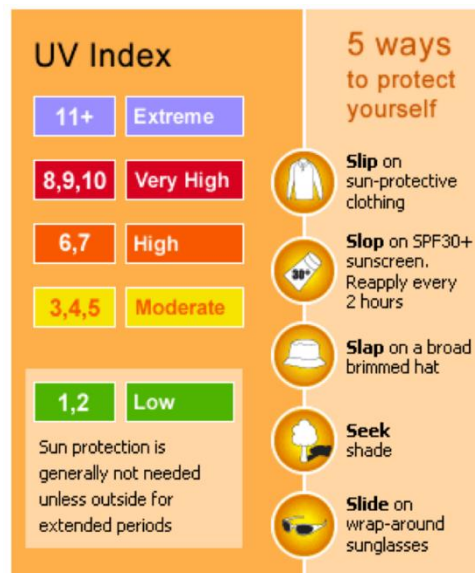 UV Index
11+ Extreme
8,9,10 Very High
6,7 High
3,4,5 Moderate
1,2 Low
Sun protection is
generally not needed
unless outside for
extended periods
5 ways
to protect
yourself
Slip on
sun-protective
clothing
Slop on SPF30+
sunscreen.
Reapply every
2 hours
30+
Slap on a broad
brimmed hat
Seek
shade
Slide on
wrap-around
sunglasses